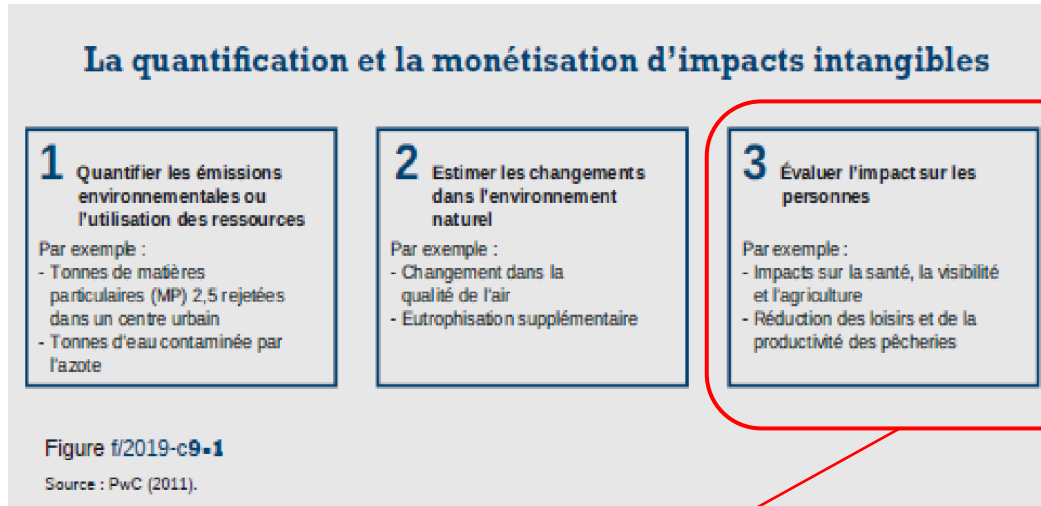 La quantification et la monétisation d'impacts intangibles
1 Quantifier les émissions
environnementales ou
l'utilisation des ressources
Par exemple :
- Tonnes de matières
particulaires (MP) 2,5 rejetées
dans un centre urbain
- Tonnes d'eau contaminée par
l'azote
2 Estimer les changements
dans l'environnement
naturel
Par exemple :
- Changement dans la
qualité de l'air
- Eutrophisation supplémentaire
3 Évaluer l'impact sur les
personnes
Par exemple :
- Impacts sur la santé, la visibilité
et l'agriculture
- Réduction des loisirs et de la
productivité des pêcheries
Figure f/2019-c9-1
Source : PwC (2011).